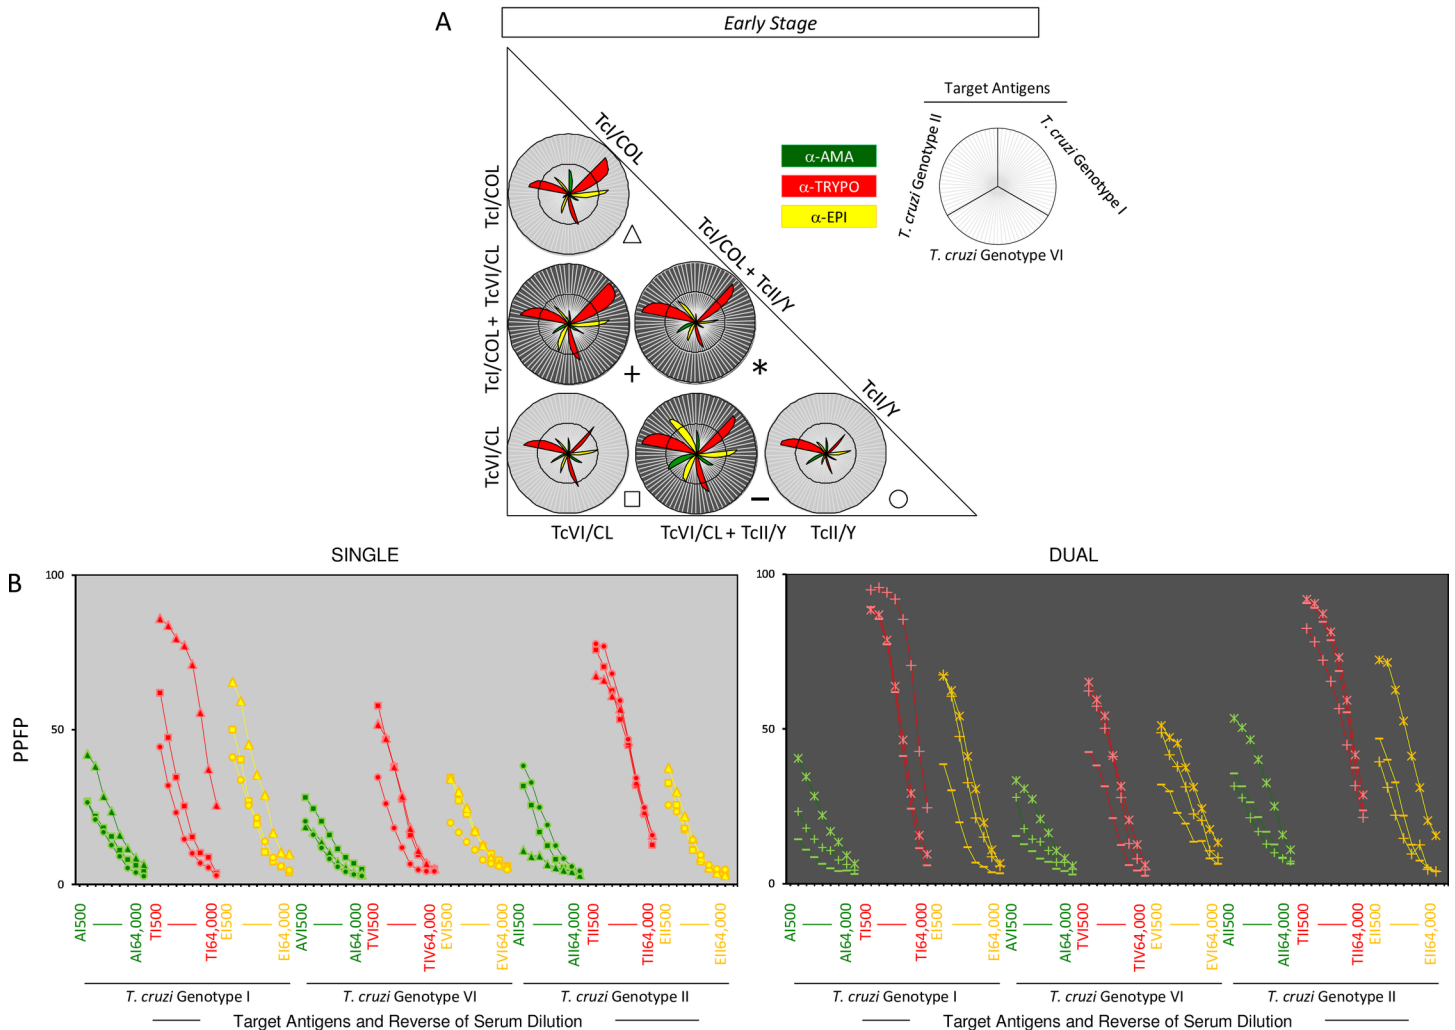 A
Early Stage
Target Antigens
T. cruzi Genotype II
T. cruzi Genotype I
T. cruzi Genotype VI
α-AMA
α-TRYPO
α-EPI
TcI/COL
TcI/COL + TcII/Y
TcII/Y
TcI/COL
TcI/COL + TcVI/CL
TcVI/CL
TcVI/CL
TcVI/CL + TcII/Y
TcII/Y
B
SINGLE
DUAL
PPFP
100
50
0
100
50
0
AI500
AI64,000
TI500
TI64,000
EI500
EI64,000
AVI500
AI64,000
TVI500
TIV64,000
EVI500
EVI64,000
AII500
AII64,000
TII500
TII64,000
EII500
EII64,000
AI500
AI64,000
TI500
TI64,000
EI500
EI64,000
AVI500
AI64,000
TVI500
TIV64,000
EVI500
EVI64,000
AII500
AII64,000
TII500
TII64,000
EII500
EII64,000
T. cruzi Genotype I
T. cruzi Genotype VI
T. cruzi Genotype II
T. cruzi Genotype I
T. cruzi Genotype VI
T. cruzi Genotype II
Target Antigens and Reverse of Serum Dilution
Target Antigens and Reverse of Serum Dilution